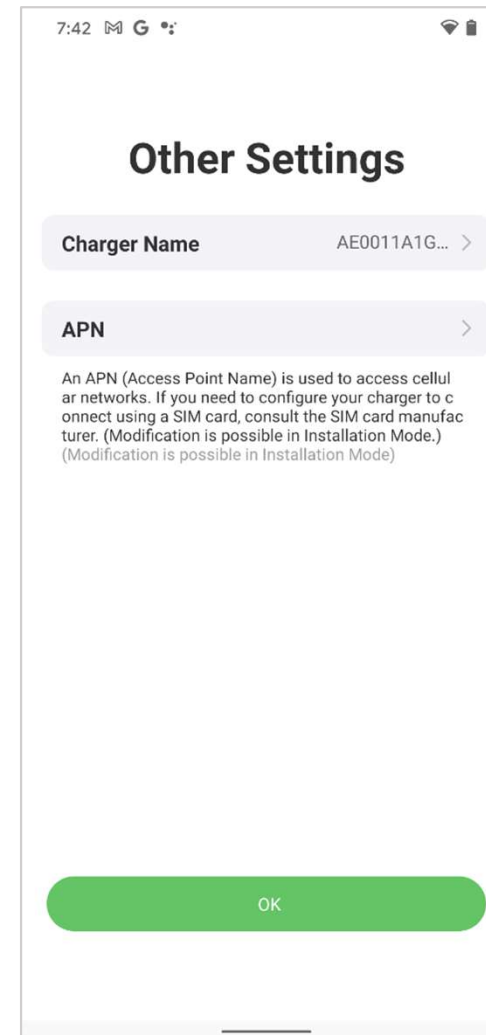 7:42 M G
Other Settings
Charger Name AE0011A1G...
APN
An APN (Access Point Name) is used to access cellul
ar networks. If you need to configure your charger to c
onnect using a SIM card, consult the SIM card manufac
turer. (Modification is possible in Installation Mode.)
(Modification is possible in Installation Mode)
OK